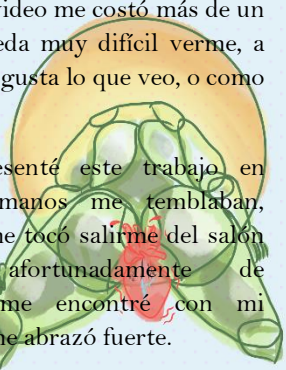 video me costó más de un
eda muy difícil verme, a
gusta lo que veo, o como
esenté este trabajo en
manos me temblaban,
ne tocó salirme del salón
afortunadamente de
me encontré con mi
ne abrazó fuerte.